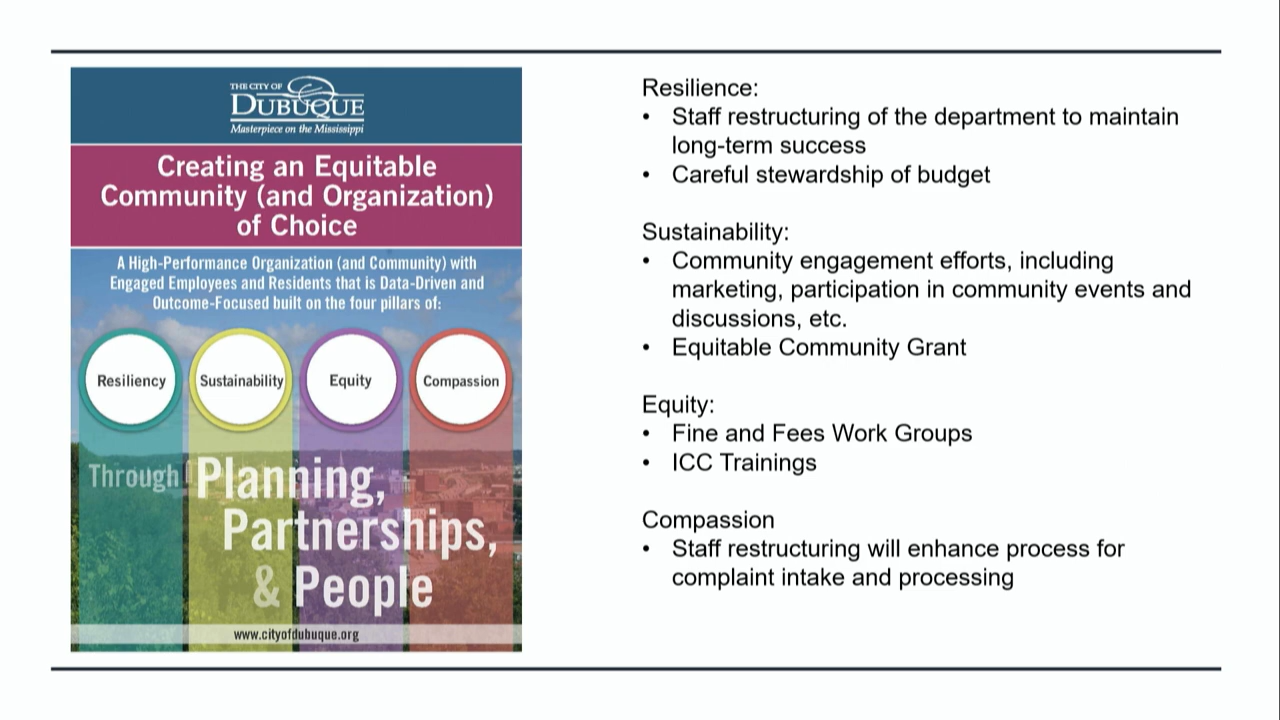 THE CITY OF
DUBUQUE
Masterpiece on the Mississippi
Creating an Equitable
Community (and Organization)
of Choice
A High-Performance Organization (and Community) with
Engaged Employees and Residents that is Data-Driven and
Outcome-Focused built on the four pillars of:
Resiliency
Sustainability
Equity
Compassion
Through Planning,
Partnerships,
& People
www.cityofdubuque.org
Resilience:
• Staff restructuring of the department to maintain
long-term success
• Careful stewardship of budget
Sustainability:
• Community engagement efforts, including
marketing, participation in community events and
discussions, etc.
• Equitable Community Grant
Equity:
• Fine and Fees Work Groups
• ICC Trainings
Compassion
• Staff restructuring will enhance process for
complaint intake and processing